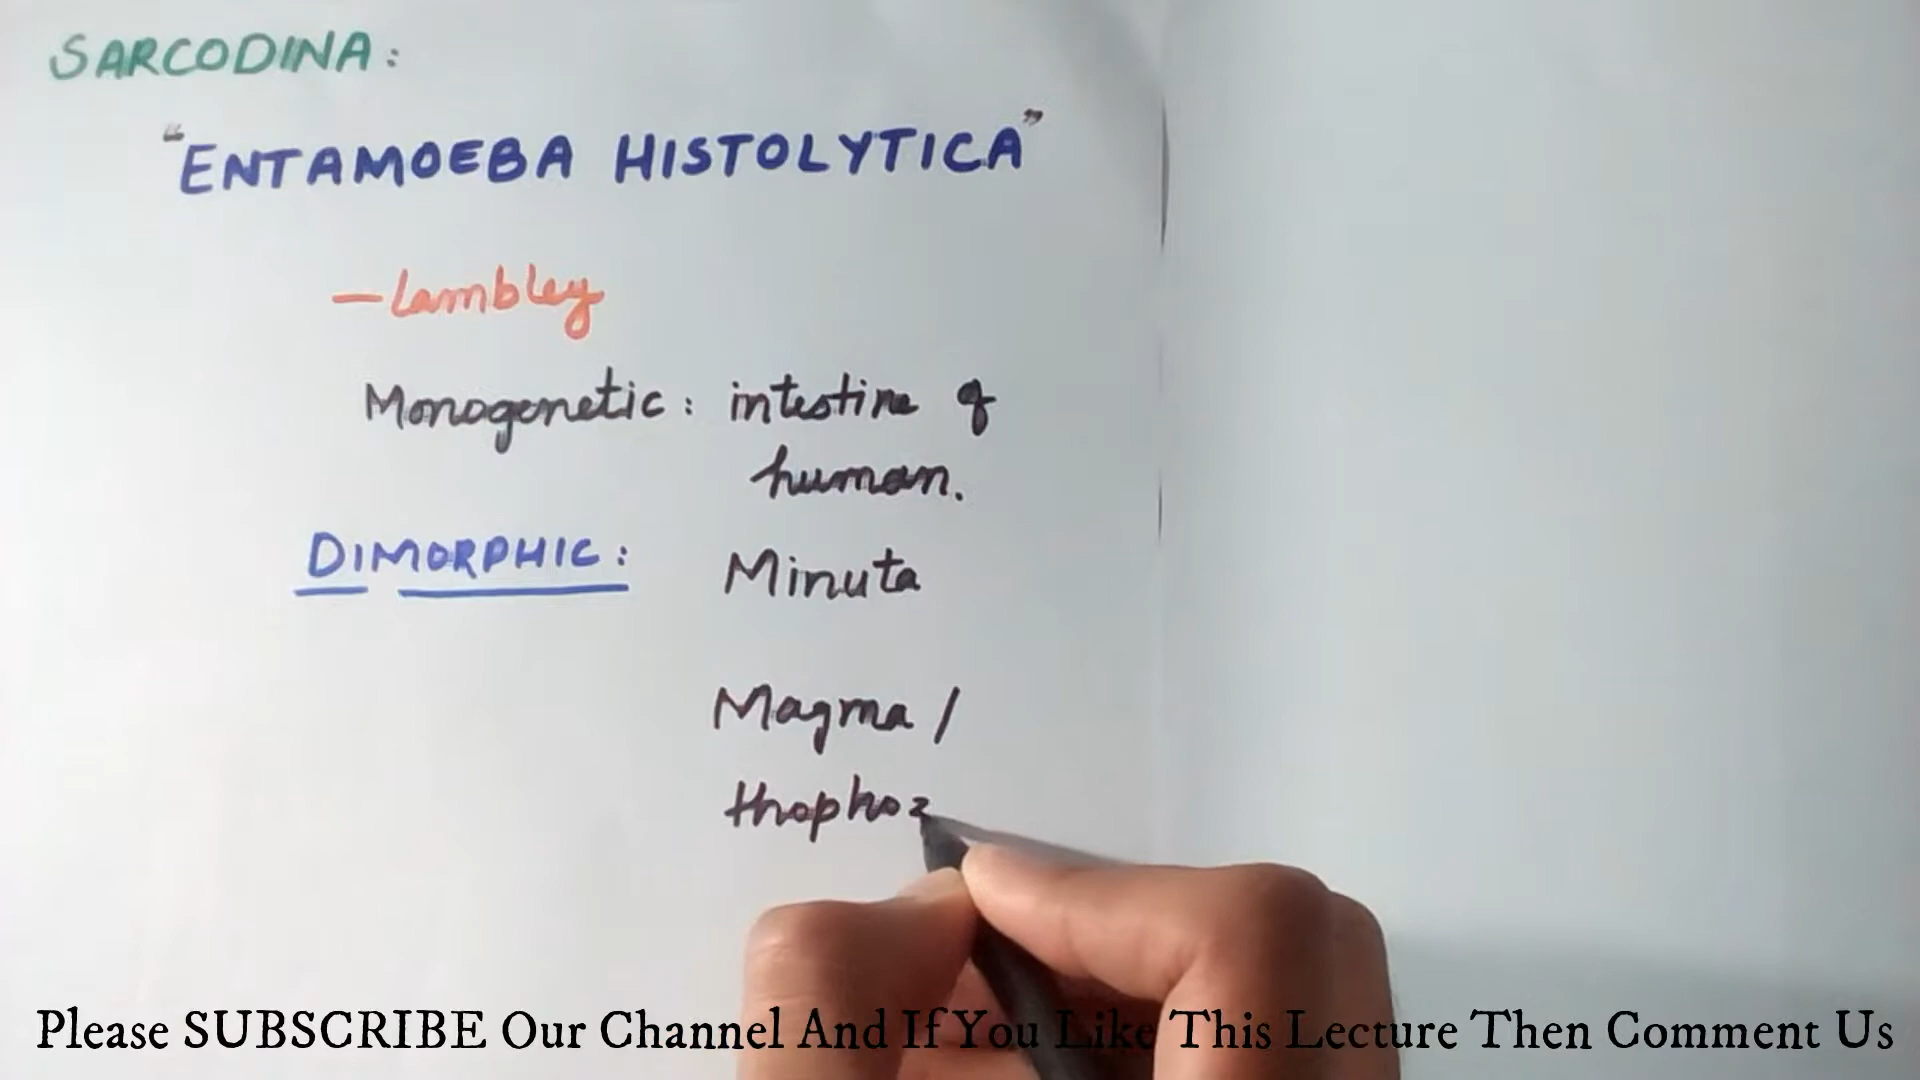 SARCODINA:
"ENTAMOEBA HISTOLYTICA"
- Lambley
Monogenetic: intestine of
human.
DIMORPHIC: Minuta
Magma /
thophoz
Please SUBSCRIBE Our Channel And If You Like This Lecture Then Comment Us